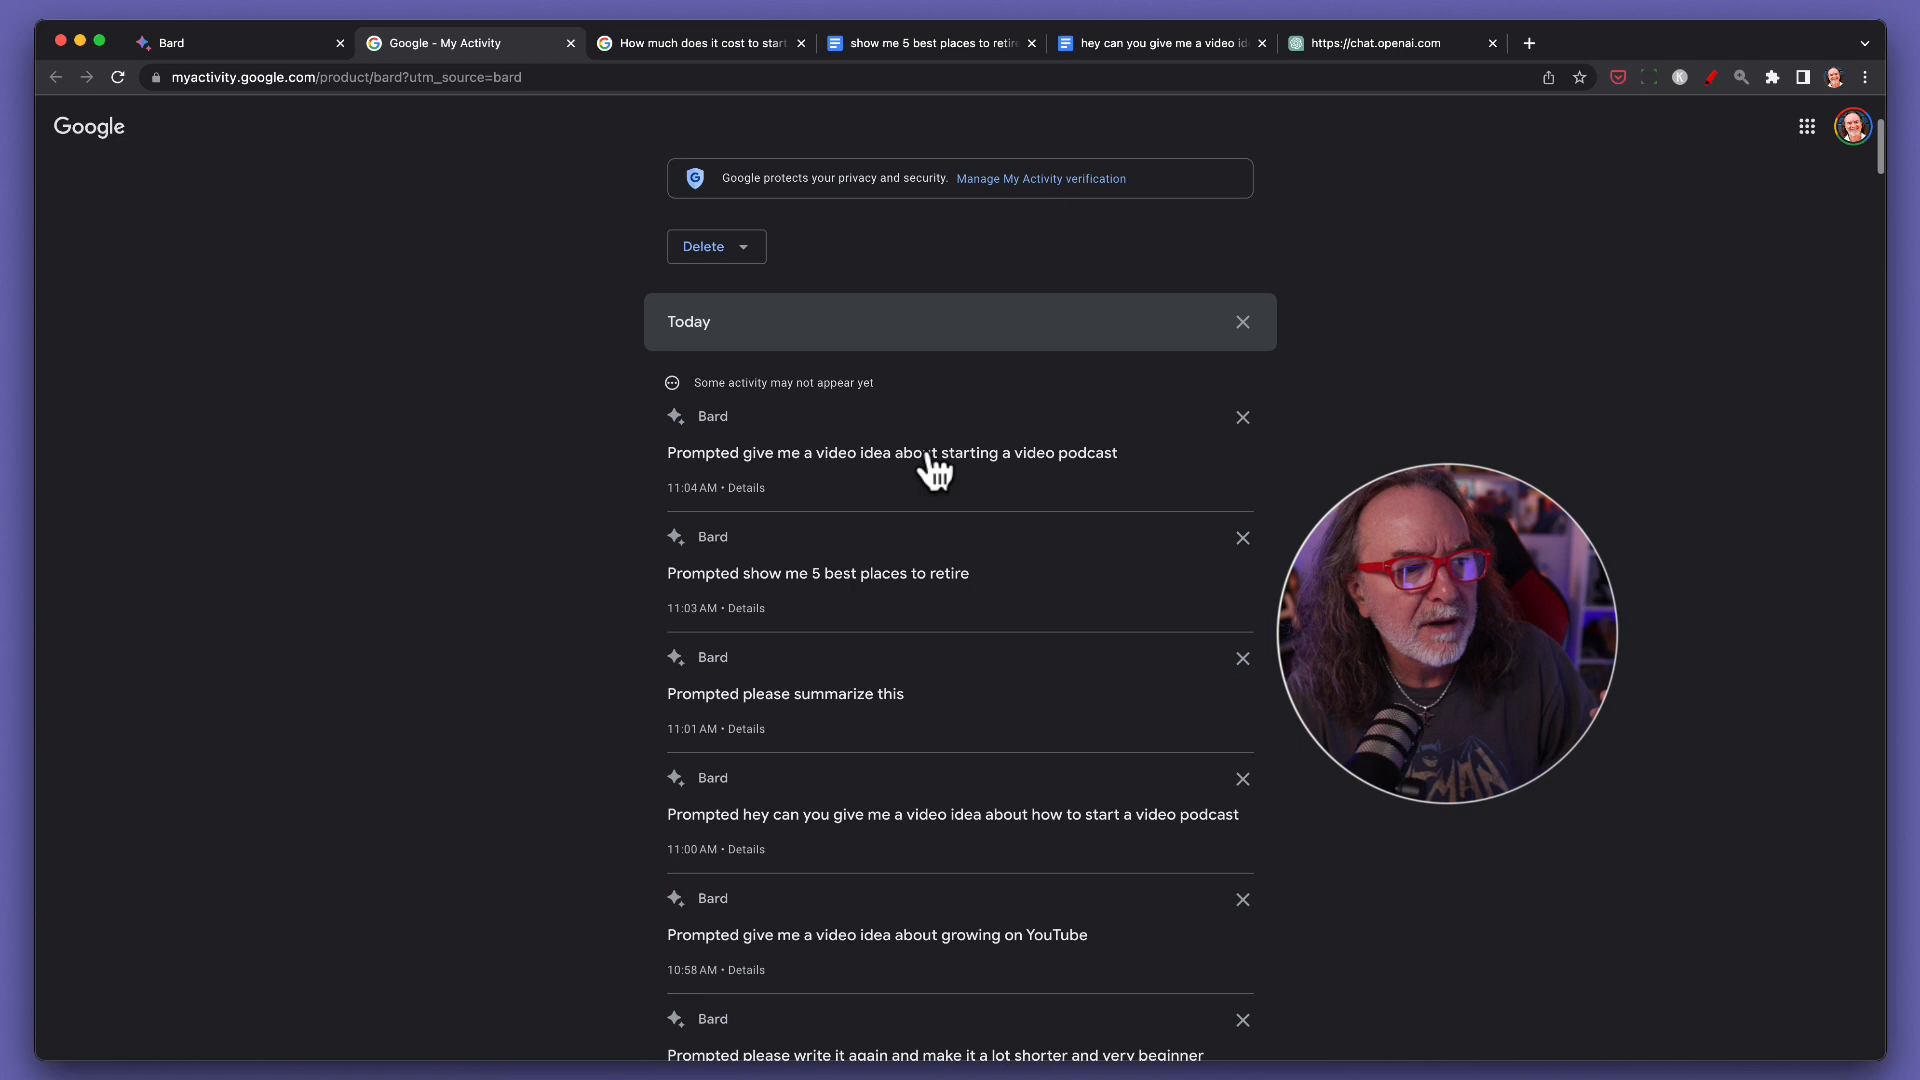 Bard
Google - My Activity
How much does it cost to start
show me 5 best places to retire
hey can you give me a video id
https://chat.openai.com
myactivity.google.com/product/bard?utm_source=bard
K
Google
G
Google protects your privacy and security. Manage My Activity verification
Delete
Today
Some activity may not appear yet
Bard
Prompted give me a video idea about starting a video podcast
11:04 AM • Details
Bard
Prompted show me 5 best places to retire
11:03 AM • Details
Bard
Prompted please summarize this
11:01 AM • Details
Bard
Prompted hey can you give me a video idea about how to start a video podcast
11:00 AM • Details
Bard
Prompted give me a video idea about growing on YouTube
10:58 AM • Details
Bard
Prompted please write it again and make it a lot shorter and very beginner